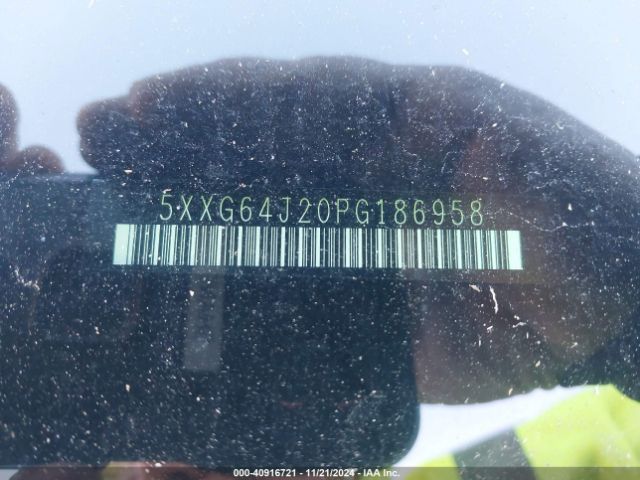 5XXG64J20PG186958
000-40916721 | 11/21/2024 - IAA Inc.